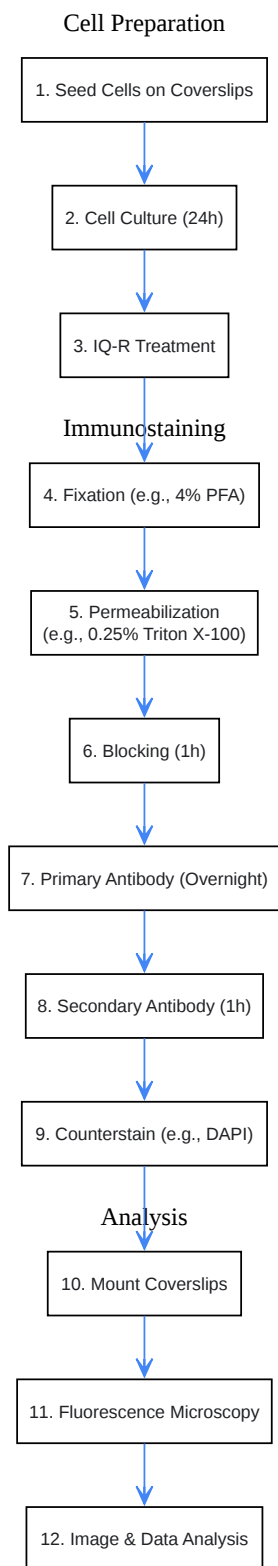 Cell Preparation
1. Seed Cells on Coverslips
2. Cell Culture (24h)
3. IQ-R Treatment
Immunostaining
4. Fixation (e.g., 4% PFA)
5. Permeabilization
(e.g., 0.25% Triton X-100)
6. Blocking (1h)
7. Primary Antibody (Overnight)
8. Secondary Antibody (1h)
9. Counterstain (e.g., DAPI)
Analysis
10. Mount Coverslips
11. Fluorescence Microscopy
12. Image & Data Analysis